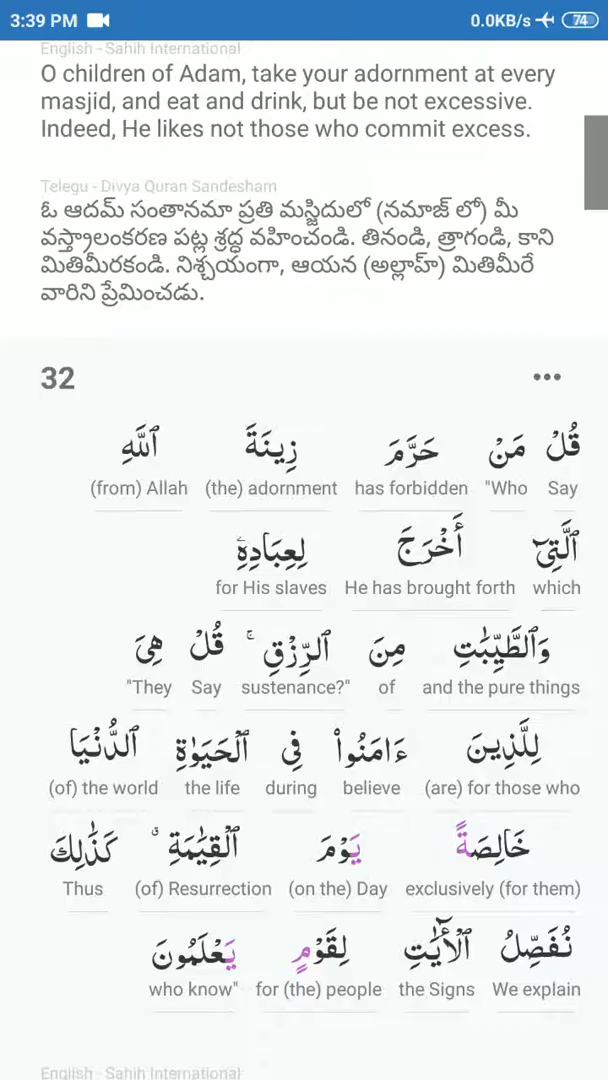 3:39 PM 0.0KB/s 74
English - Sahih International
O children of Adam, take your adornment at every
masjid, and eat and drink, but be not excessive.
Indeed, He likes not those who commit excess.
Telegu - Divya Quran Sandesham
ఓ ఆదమ్ సంతానమా ప్రతి మస్జిదులో (నమాజ్ లో) మీ
వస్త్రాలంకరణ పట్ల శ్రద్ధ వహించండి. తినండి, త్రాగండి, కాని
మితిమీరకండి. నిశ్చయంగా, ఆయన (అల్లాహ్) మితిమీరే
వారిని ప్రేమించడు.
32
قُلْ مَنْ حَرَّمَ زِينَةَ ٱللَّهِ
(from) Allah (the) adornment has forbidden "Who Say
ٱلَّتِىٓ أَخْرَجَ لِعِبَادِهِۦ
for His slaves He has brought forth which
وَٱلطَّيِّبَـٰتِ مِنَ ٱلرِّزْقِ ۚ قُلْ هِىَ
"They Say sustenance?" of and the pure things
لِلَّذِينَ ءَامَنُوا۟ فِى ٱلْحَيَوٰةِ ٱلدُّنْيَا
(of) the world the life during believe (are) for those who
خَالِصَةً يَوْمَ ٱلْقِيَـٰمَةِ ۗ كَذَٰلِكَ
Thus (of) Resurrection (on the) Day exclusively (for them)
نُفَصِّلُ ٱلْـَٔايَـٰتِ لِقَوْمٍ يَعْلَمُونَ
who know" for (the) people the Signs We explain
English - Sahih International